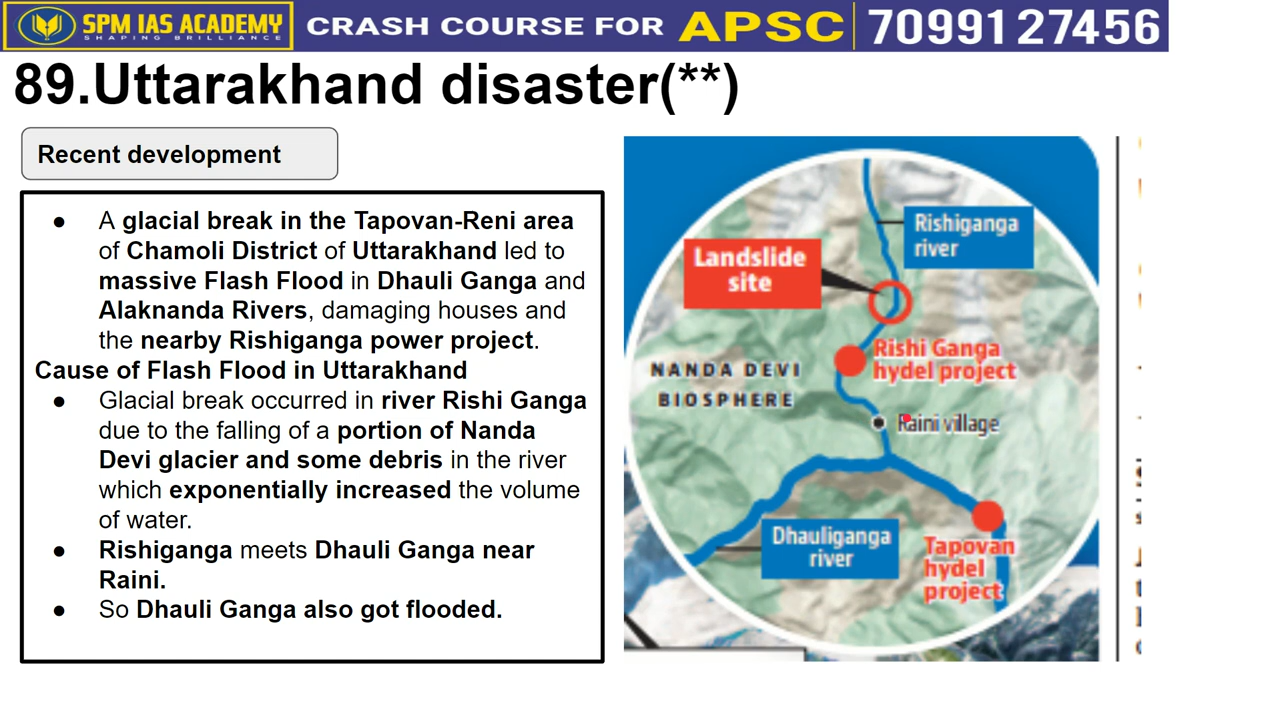 SPM IAS ACADEMY
SHAPING BRILLIANCE
CRASH COURSE FOR APSC
7099127456
89.Uttarakhand disaster(**)
Recent development
● A glacial break in the Tapovan-Reni area
of Chamoli District of Uttarakhand led to
massive Flash Flood in Dhauli Ganga and
Alaknanda Rivers, damaging houses and
the nearby Rishiganga power project.
Cause of Flash Flood in Uttarakhand
● Glacial break occurred in river Rishi Ganga
due to the falling of a portion of Nanda
Devi glacier and some debris in the river
which exponentially increased the volume
of water.
● Rishiganga meets Dhauli Ganga near
Raini.
● So Dhauli Ganga also got flooded.
Rishiganga
river
Landslide
site
Rishi Ganga
hydel project
NANDA DEVI
BIOSPHERE
Raini village
Dhauliganga
river
Tapovan
hydel
project